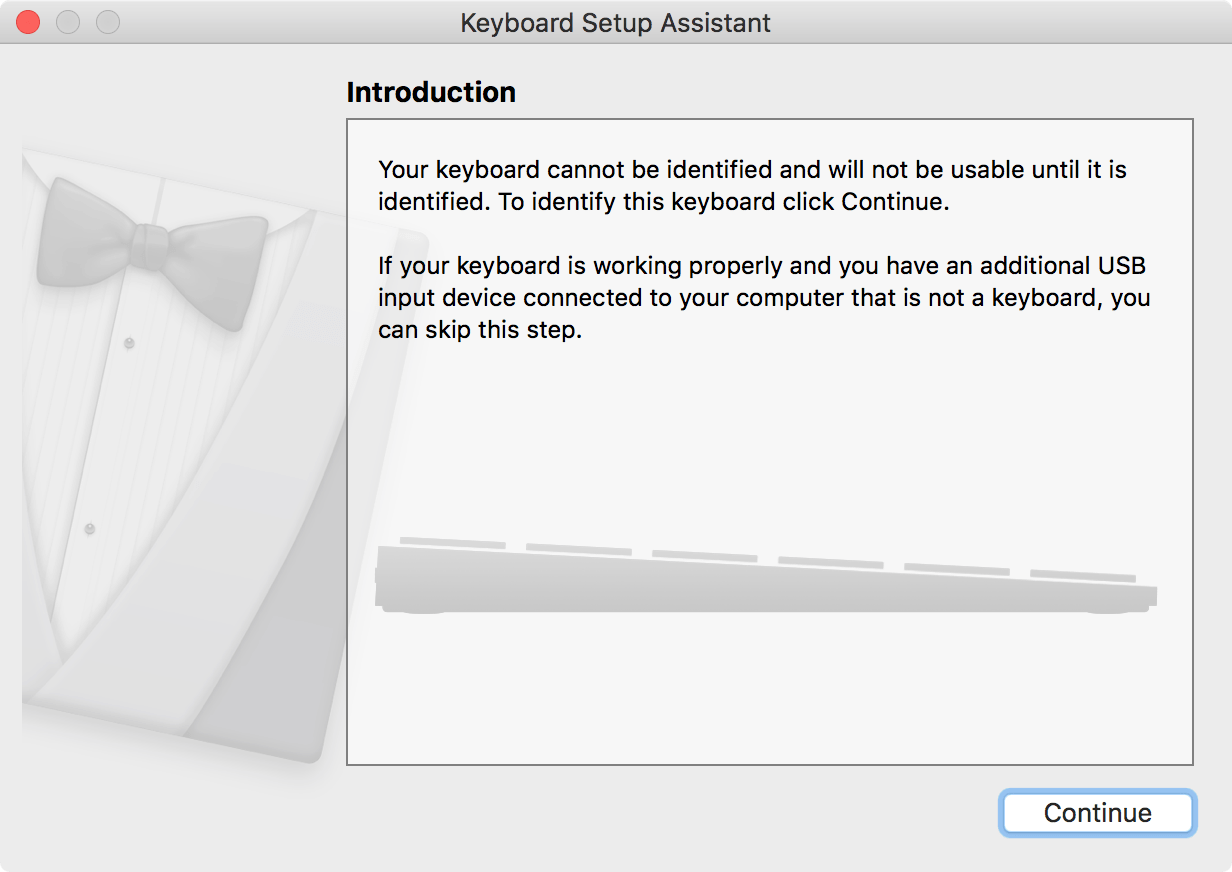 Keyboard Setup Assistant
Introduction
Your keyboard cannot be identified and will not be usable until it is
identified. To identify this keyboard click Continue.
If your keyboard is working properly and you have an additional USB
input device connected to your computer that is not a keyboard, you
can skip this step.
Continue